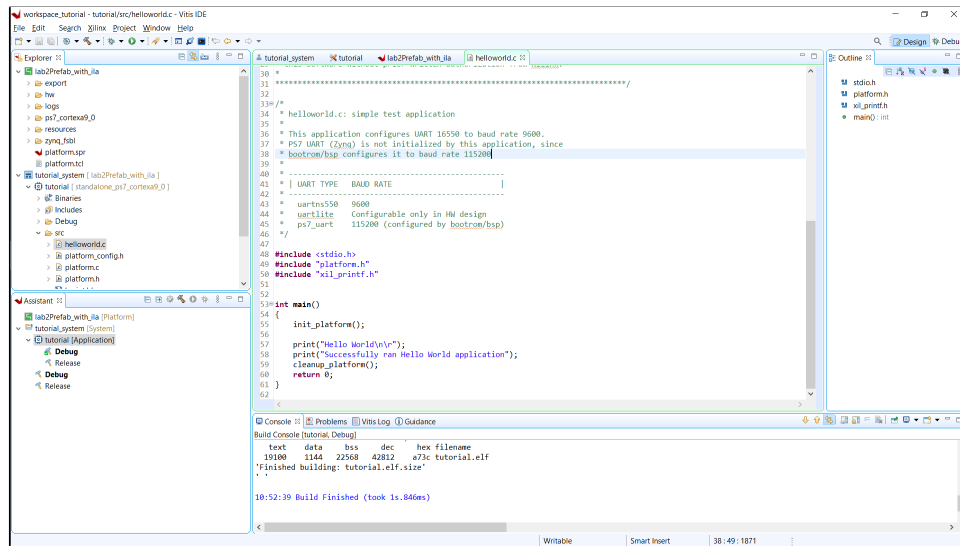 workspace_tutorial - tutorial/src/helloworld.c - Vitis IDE
File Edit Search Xilinx Project Window Help
Design Debu
Explorer
lab2Prefab_with_ila
export
hw
logs
ps7_cortexa9_0
resources
zynq_fsbl
platform.spr
platform.tcl
tutorial_system [ lab2Prefab_with_ila ]
tutorial [ standalone_ps7_cortexa9_0 ]
Binaries
Includes
Debug
src
helloworld.c
platform_config.h
platform.c
platform.h
Assistant
lab2Prefab_with_ila [Platform]
tutorial_system [System]
tutorial [Application]
Debug
Release
Debug
Release
tutorial_system tutorial lab2Prefab_with_ila helloworld.c
30 *
31 ******************************************************************************/
32
33 /*
34 * helloworld.c: simple test application
35 *
36 * This application configures UART 16550 to baud rate 9600.
37 * PS7 UART (Zynq) is not initialized by this application, since
38 * bootrom/bsp configures it to baud rate 115200
39 *
40 * ------------------------------------------------
41 * | UART TYPE BAUD RATE |
42 * ------------------------------------------------
43 * uartns550 9600
44 * uartlite Configurable only in HW design
45 * ps7_uart 115200 (configured by bootrom/bsp)
46 */
47
48 #include <stdio.h>
49 #include "platform.h"
50 #include "xil_printf.h"
51
52
53 int main()
54 {
55 init_platform();
56
57 print("Hello World\n\r");
58 print("Successfully ran Hello World application");
59 cleanup_platform();
60 return 0;
61 }
62
Outline
stdio.h
platform.h
xil_printf.h
main() : int
Console Problems Vitis Log Guidance
Build Console [tutorial, Debug]
text data bss dec hex filename
19100 1144 22568 42812 a73c tutorial.elf
'Finished building: tutorial.elf.size'
' '
10:52:39 Build Finished (took 1s.846ms)
Writable Smart Insert 38 : 49 : 1871